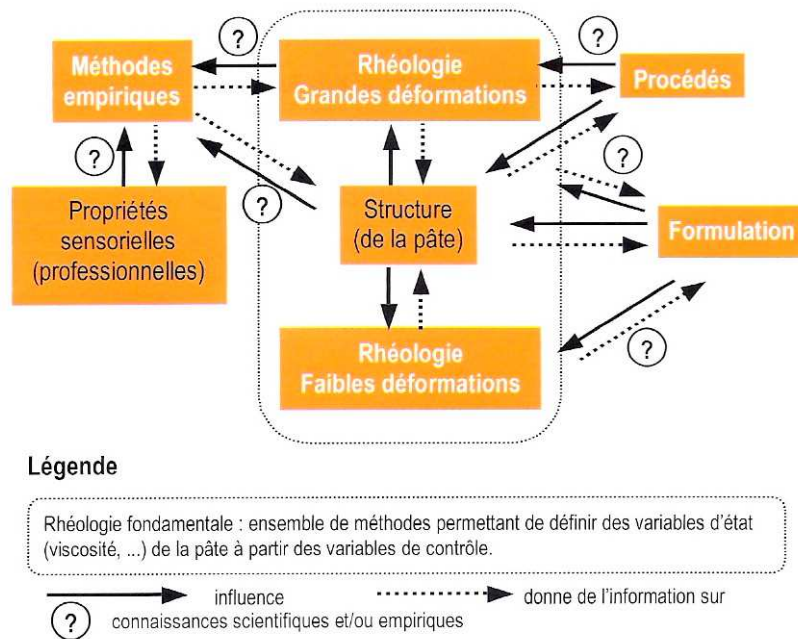 ?
?
Méthodes
empiriques
Rhéologie
Grandes déformations
Procédés
?
?
Propriétés
sensorielles
(professionnelles)
?
Structure
(de la pâte)
Formulation
Rhéologie
Faibles déformations
?
Légende
Rhéologie fondamentale : ensemble de méthodes permettant de définir des variables d'état
(viscosité, ...) de la pâte à partir des variables de contrôle.
influence
donne de l'information sur
? connaissances scientifiques et/ou empiriques